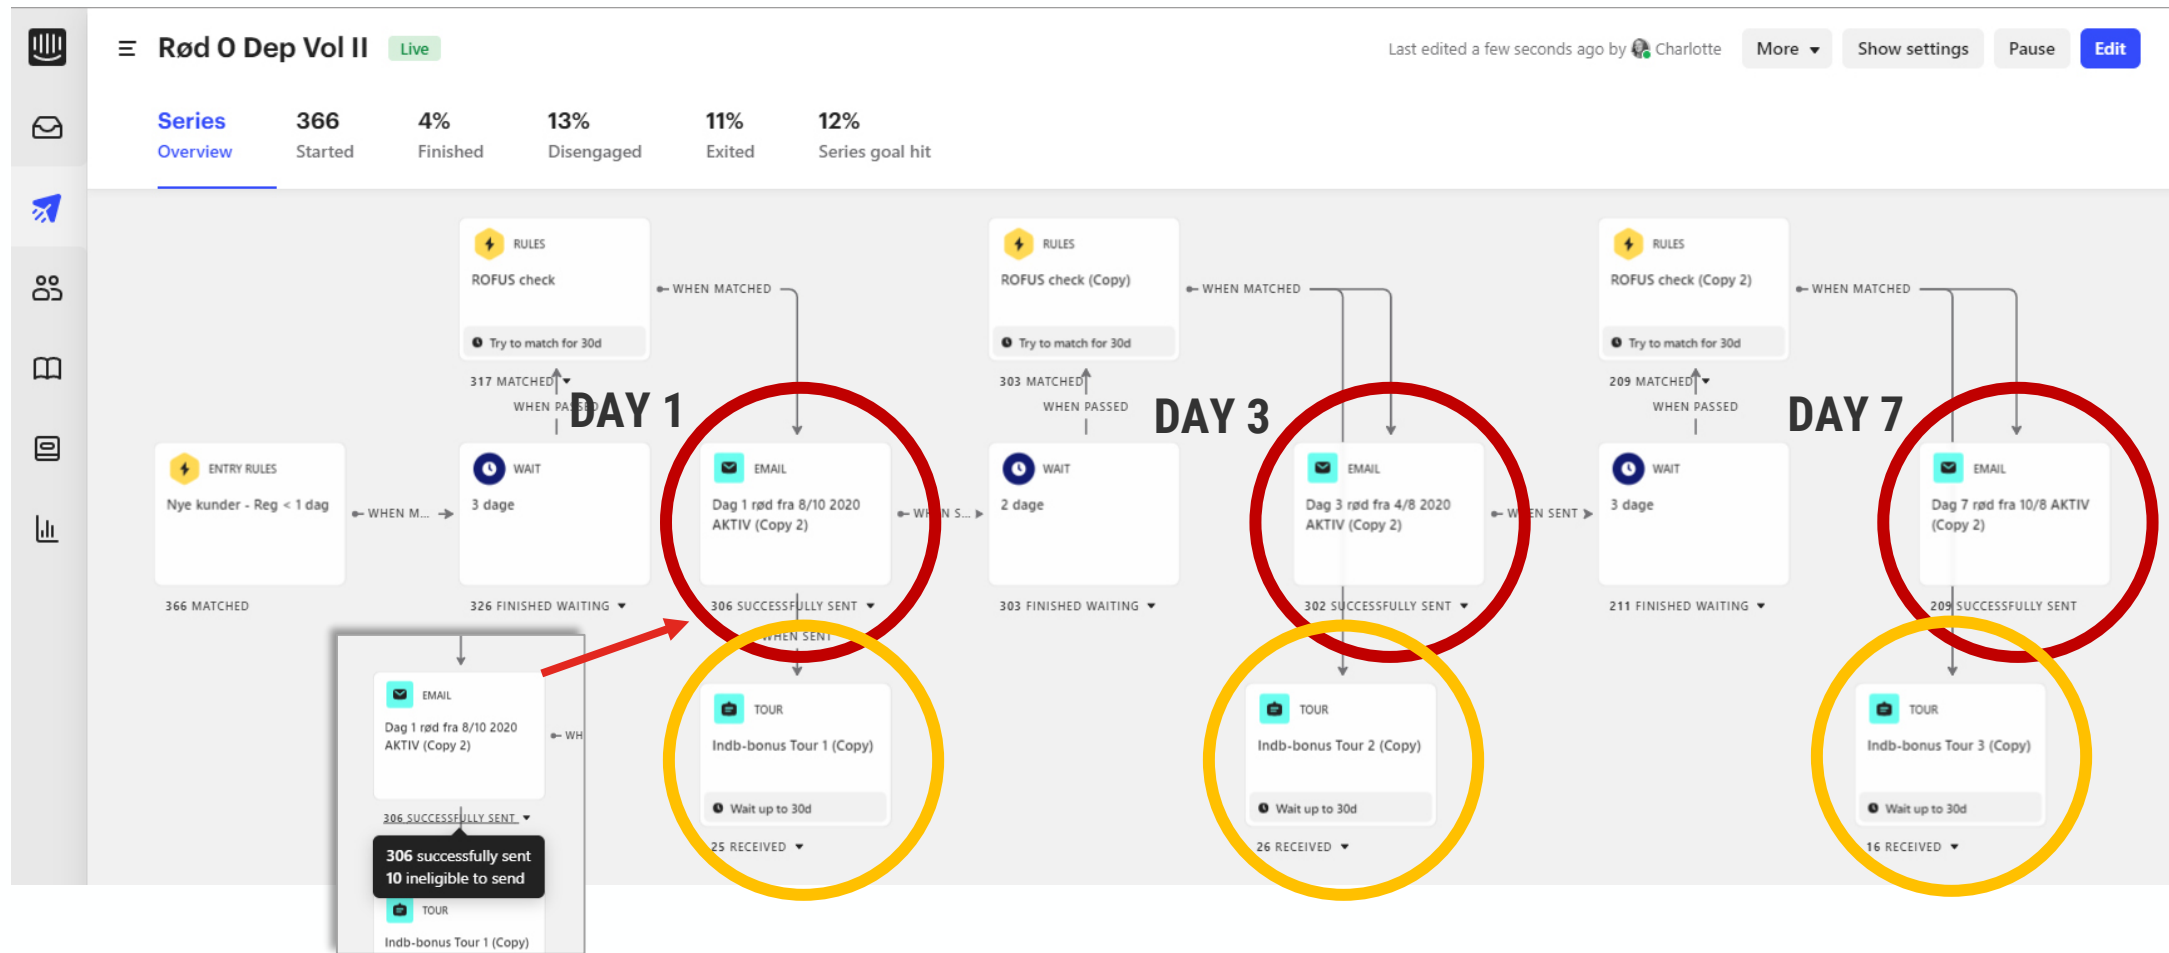 Rød 0 Dep Vol II
Live
Last edited a few seconds ago by Charlotte
More
Show settings
Pause
Edit
Series
Overview
366
Started
4%
Finished
13%
Disengaged
11%
Exited
12%
Series goal hit
RULES
ROFUS check
Try to match for 30d
317 MATCHED
WHEN MATCHED
WHEN PASSED
RULES
ROFUS check (Copy)
Try to match for 30d
303 MATCHED
WHEN MATCHED
WHEN PASSED
RULES
ROFUS check (Copy 2)
Try to match for 30d
209 MATCHED
WHEN MATCHED
WHEN PASSED
DAY 1
DAY 3
DAY 7
ENTRY RULES
Nye kunder - Reg < 1 dag
366 MATCHED
WHEN M...
WAIT
3 dage
326 FINISHED WAITING
EMAIL
Dag 1 rød fra 8/10 2020
AKTIV (Copy 2)
306 SUCCESSFULLY SENT
WHEN SENT
WHEN S...
WAIT
2 dage
303 FINISHED WAITING
EMAIL
Dag 3 rød fra 4/8 2020
AKTIV (Copy 2)
302 SUCCESSFULLY SENT
WHEN SENT
WAIT
3 dage
211 FINISHED WAITING
EMAIL
Dag 7 rød fra 10/8 AKTIV
(Copy 2)
209 SUCCESSFULLY SENT
EMAIL
Dag 1 rød fra 8/10 2020
AKTIV (Copy 2)
WH
306 SUCCESSFULLY SENT
306 successfully sent
10 ineligible to send
TOUR
Indb-bonus Tour 1 (Copy)
TOUR
Indb-bonus Tour 1 (Copy)
Wait up to 30d
25 RECEIVED
TOUR
Indb-bonus Tour 2 (Copy)
Wait up to 30d
26 RECEIVED
TOUR
Indb-bonus Tour 3 (Copy)
Wait up to 30d
16 RECEIVED